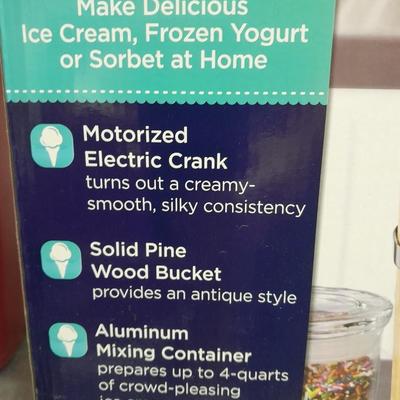 Make Delicious
Ice Cream, Frozen Yogurt
or Sorbet at Home
Motorized
Electric Crank
turns out a creamy-
smooth, silky consistency
Solid Pine
Wood Bucket
provides an antique style
Aluminum
Mixing Container
prepares up to 4-quarts
of crowd-pleasing